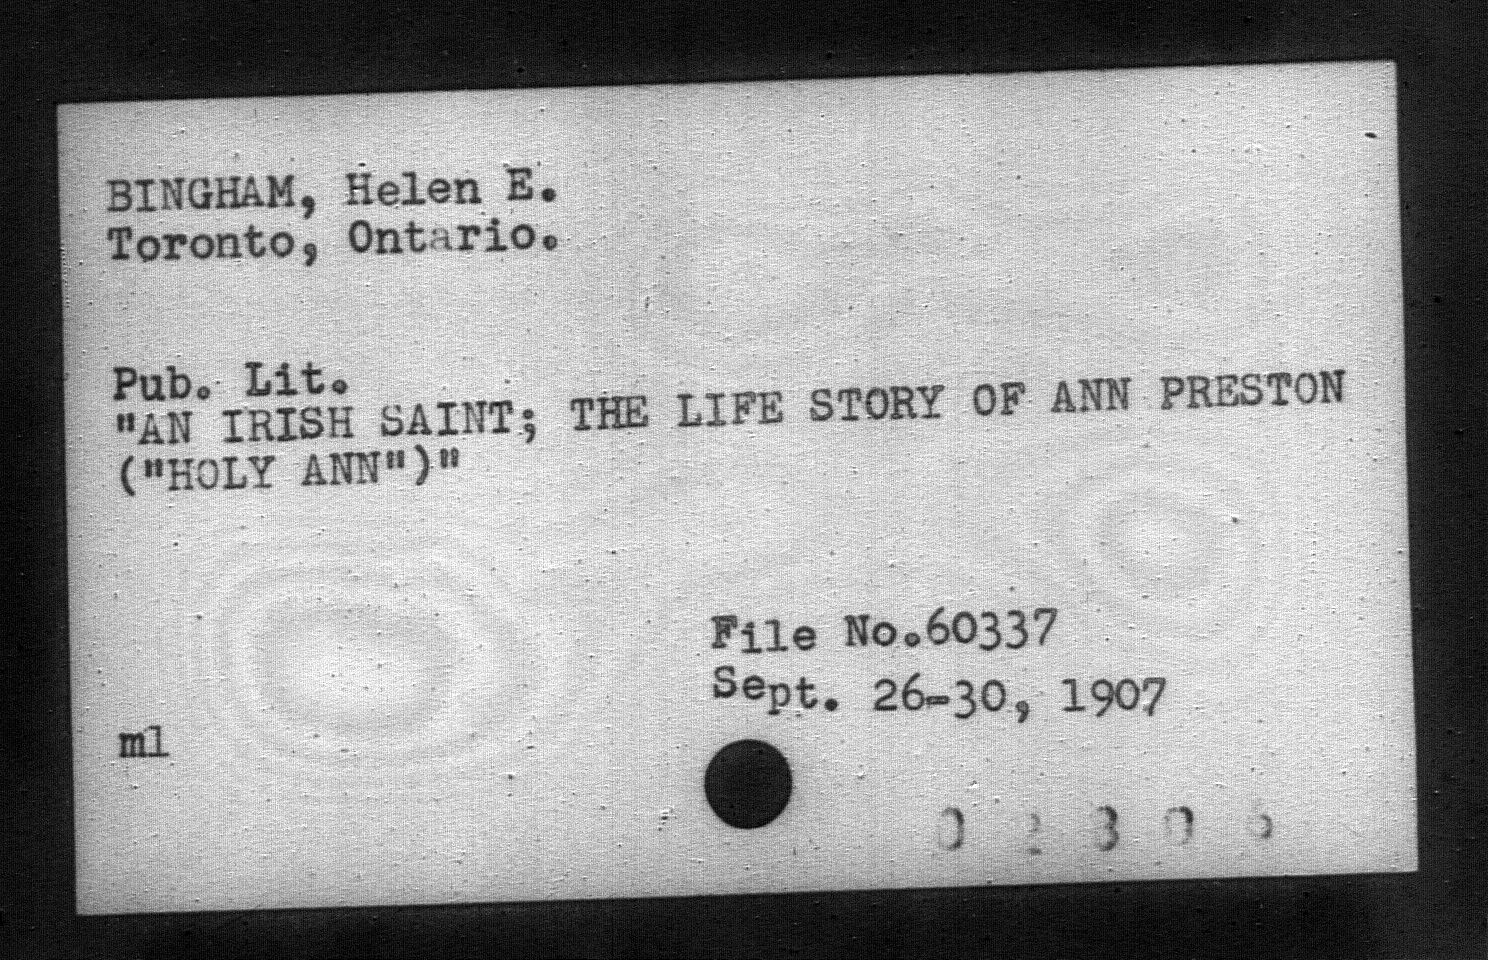 BINGHAM, Helen E.
Toronto, Ontario.
Pub. Lit.
"AN IRISH SAINT; THE LIFE STORY OF ANN PRESTON
("HOLY ANN")"
File No.60337
Sept. 26-30, 1907
ml